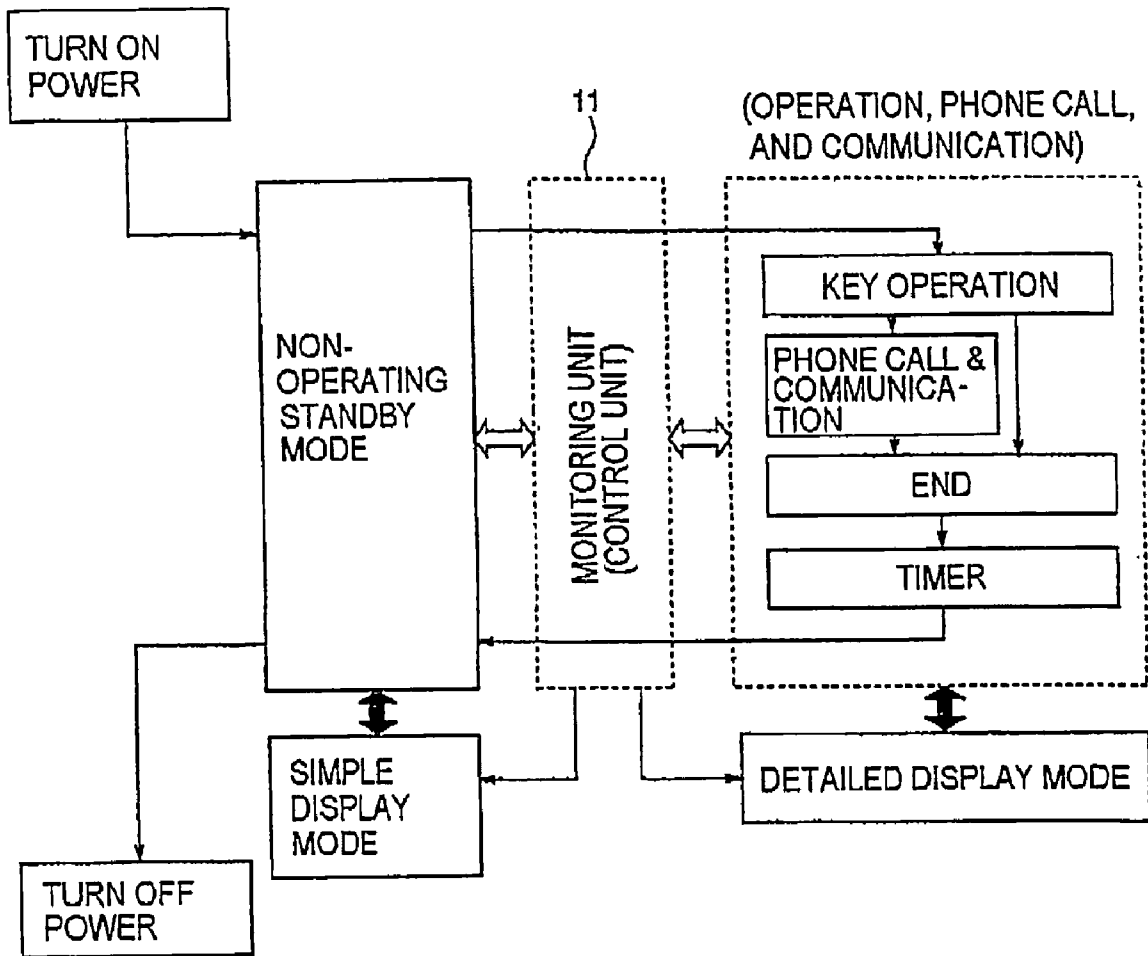 TURN ON
POWER
11
(OPERATION, PHONE CALL,
AND COMMUNICATION)
NON-
OPERATING
STANDBY
MODE
MONITORING UNIT
(CONTROL UNIT)
KEY OPERATION
PHONE CALL &
COMMUNICA-
TION
END
TIMER
SIMPLE
DISPLAY
MODE
DETAILED DISPLAY MODE
TURN OFF
POWER